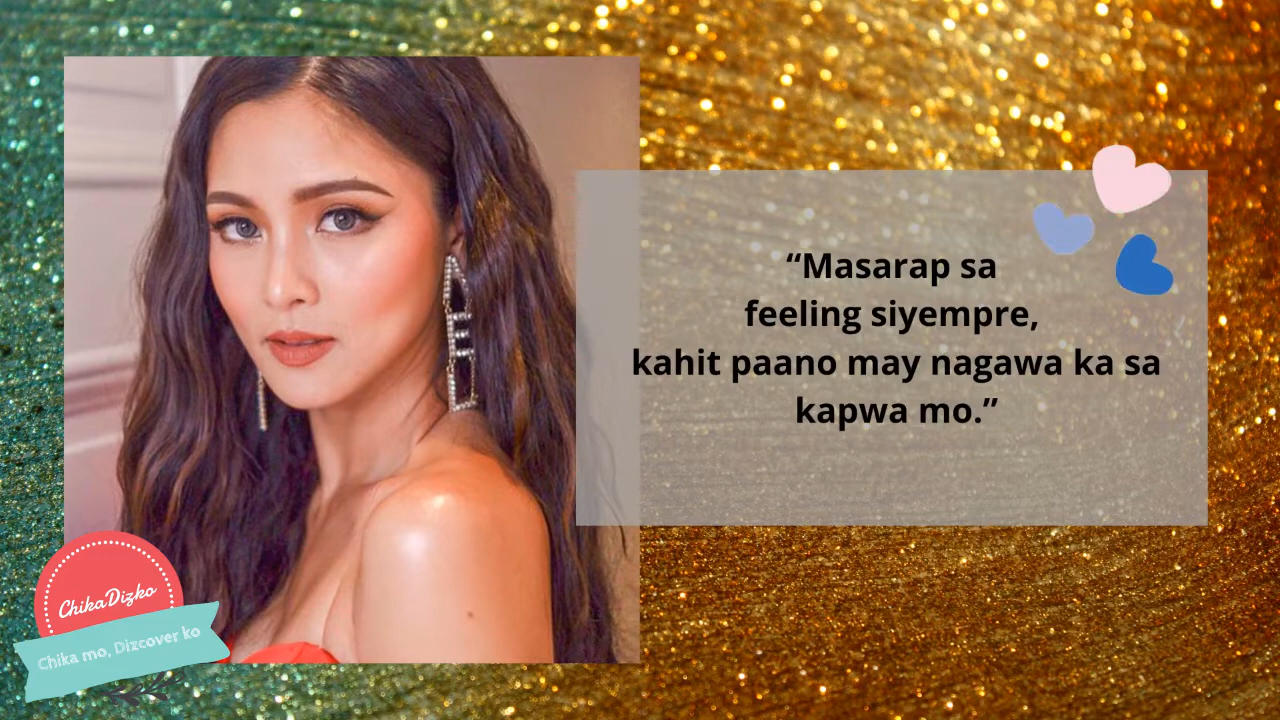 “Masarap sa
feeling siyempre,
kahit paano may nagawa ka sa
kapwa mo.”
ChikaDizko
Chika mo, Dizcover ko